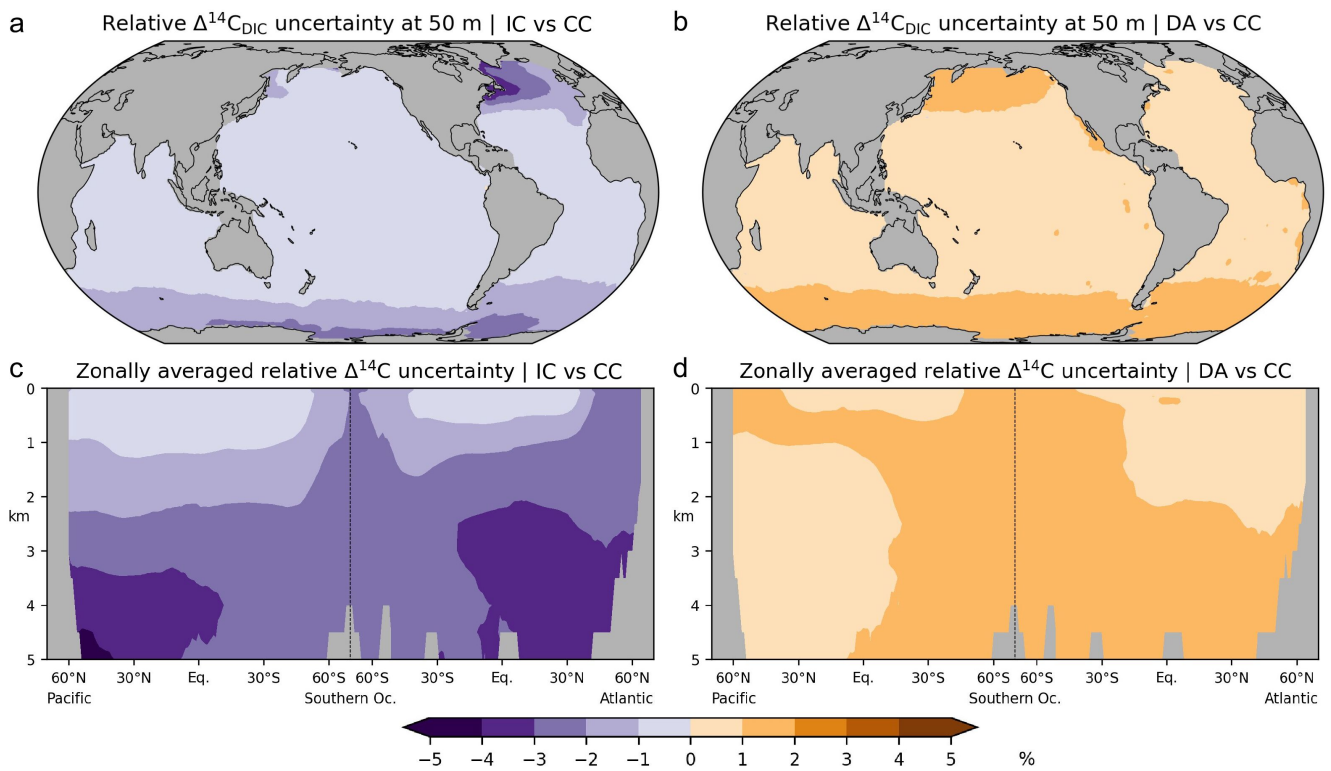 a
Relative Δ¹⁴C_DIC uncertainty at 50 m | IC vs CC
b
Relative Δ¹⁴C_DIC uncertainty at 50 m | DA vs CC
c
Zonally averaged relative Δ¹⁴C uncertainty | IC vs CC
0
1
2
km
3
4
5
60°N 30°N Eq. 30°S 60°S 60°S 30°S Eq. 30°N 60°N
Pacific Southern Oc. Atlantic
d
Zonally averaged relative Δ¹⁴C uncertainty | DA vs CC
0
1
2
km
3
4
5
60°N 30°N Eq. 30°S 60°S 60°S 30°S Eq. 30°N 60°N
Pacific Southern Oc. Atlantic
−5 −4 −3 −2 −1 0 1 2 3 4 5 %